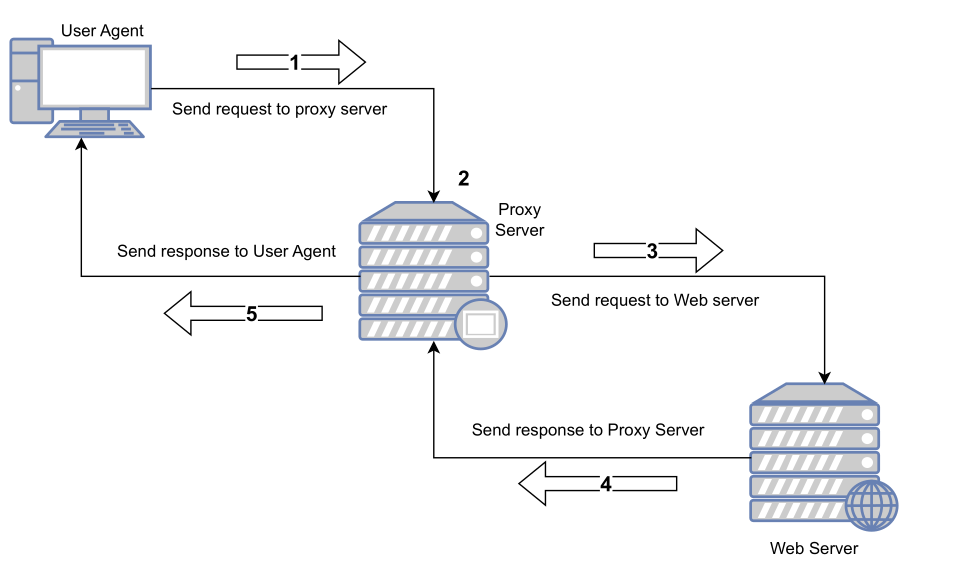 User Agent
1
Send request to proxy server
2
Proxy
Server
Send response to User Agent
3
Send request to Web server
5
Send response to Proxy Server
4
Web Server